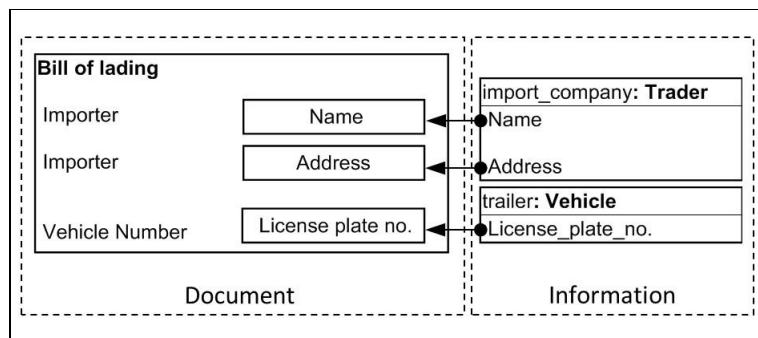 Bill of lading
Importer
Name
Importer
Address
Vehicle Number
License plate no.
Document
import_company: Trader
Name
Address
trailer: Vehicle
License_plate_no.
Information